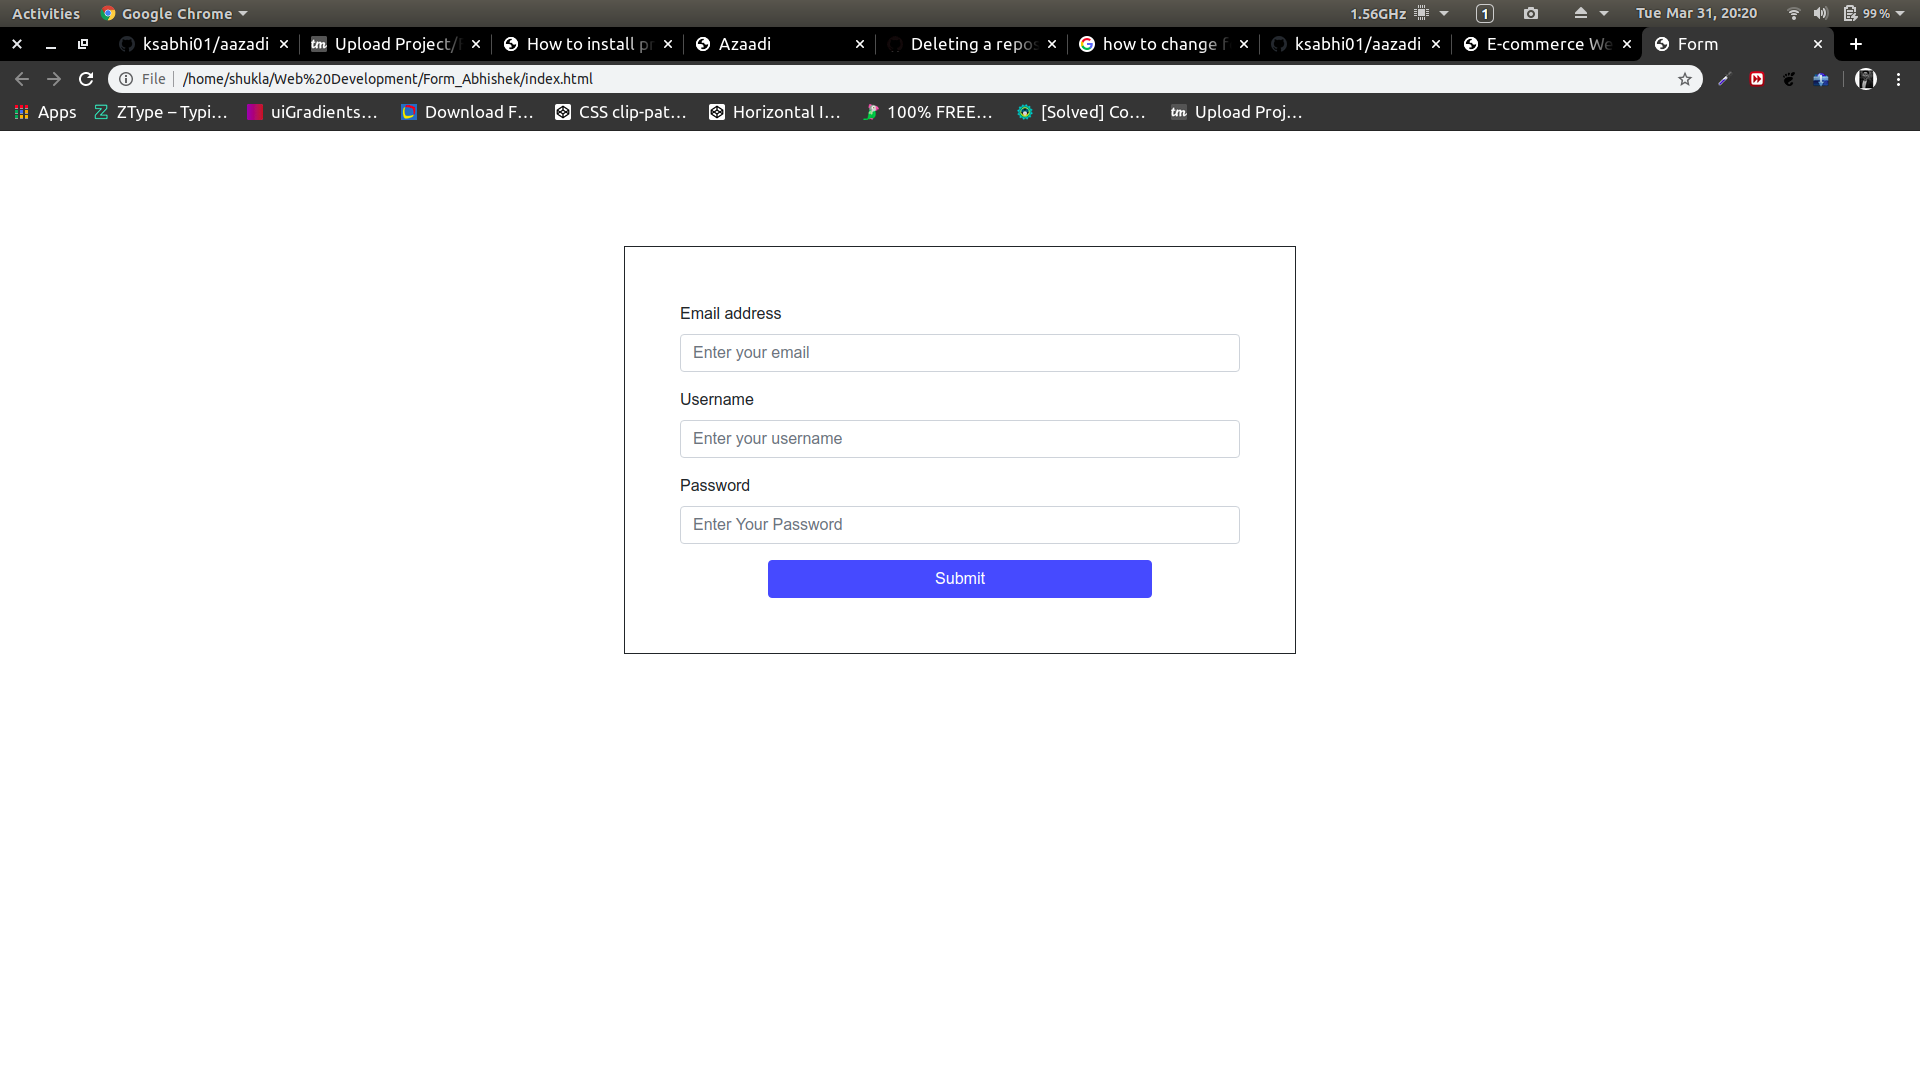 Activities Google Chrome 1.56GHz 1 Tue Mar 31, 20:20 99 %
ksabhi01/aazadi Upload Project/ How to install pr Azaadi Deleting a repos how to change f ksabhi01/aazadi E-commerce We Form
File /home/shukla/Web%20Development/Form_Abhishek/index.html
Apps ZType – Typi… uiGradients… Download F… CSS clip-pat… Horizontal I… 100% FREE… [Solved] Co… tm Upload Proj…
Email address
Enter your email
Username
Enter your username
Password
Enter Your Password
Submit